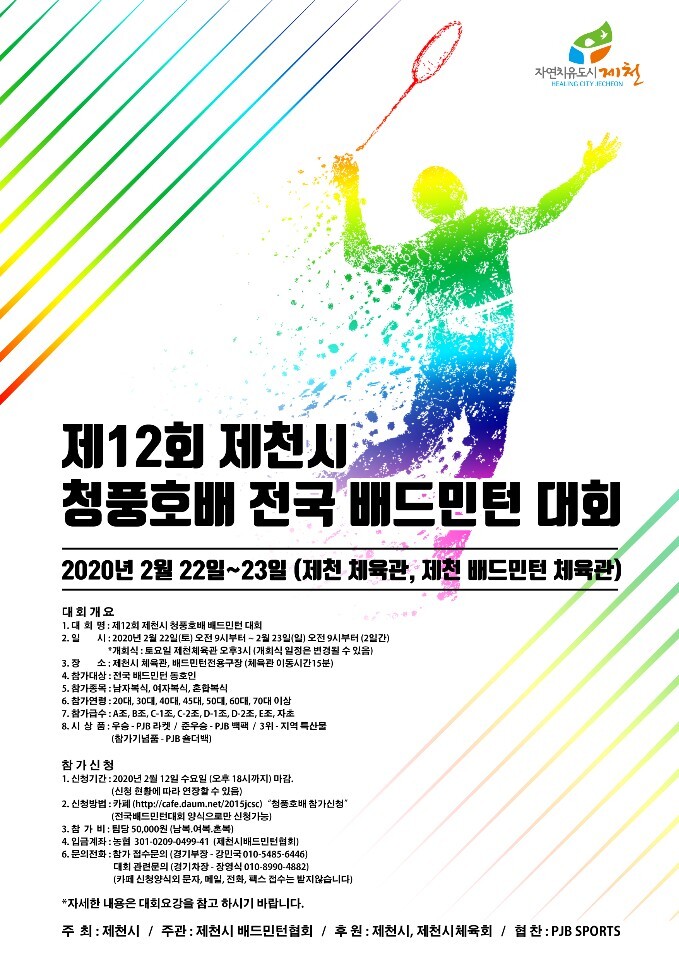 자연치유도시 제천
HEALING CITY JECHEON
제12회 제천시
청풍호배 전국 배드민턴 대회
2020년 2월 22일~23일 (제천 체육관, 제천 배드민턴 체육관)
대회개요
1. 대 회 명 : 제12회 제천시 청풍호배 배드민턴 대회
2. 일 시 : 2020년 2월 22일(토) 오전 9시부터 ~ 2월 23일(일) 오전 9시부터 (2일간)
*개회식 : 토요일 제천체육관 오후3시 (개회식 일정은 변경될 수 있음)
3. 장 소 : 제천시 체육관, 배드민턴전용구장 (체육관 이동시간15분)
4. 참가대상 : 전국 배드민턴 동호인
5. 참가종목 : 남자복식, 여자복식, 혼합복식
6. 참가연령 : 20대, 30대, 40대, 45대, 50대, 60대, 70대 이상
7. 참가급수 : A조, B조, C-1조, C-2조, D-1조, D-2조, E조, 자초
8. 시 상 품 : 우승 - PJB 라켓 / 준우승 - PJB 백팩 / 3위 - 지역 특산물
(참가기념품 - PJB 숄더백)
참가신청
1. 신청기간 : 2020년 2월 12일 수요일 (오후 18시까지) 마감.
(신청 현황에 따라 연장할 수 있음)
2. 신청방법 : 카페 (http://cafe.daum.net/2015jcsc) "청풍호배 참가신청"
(전국배드민턴대회 양식으로만 신청가능)
3. 참 가 비 : 팀당 50,000원 (남복.여복.혼복)
4. 입금계좌 : 농협 301-0209-0499-41 (제천시배드민턴협회)
6. 문의전화 : 참가 접수문의 (경기부장 - 강민국 010-5485-6446)
대회 관련문의 (경기차장 - 장영식 010-8990-4882)
(카페 신청양식외 문자, 메일, 전화, 팩스 접수는 받지않습니다)
*자세한 내용은 대회요강을 참고 하시기 바랍니다.
주 최 : 제천시 / 주관 : 제천시 배드민턴협회 / 후 원 : 제천시, 제천시체육회 / 협 찬 : PJB SPORTS